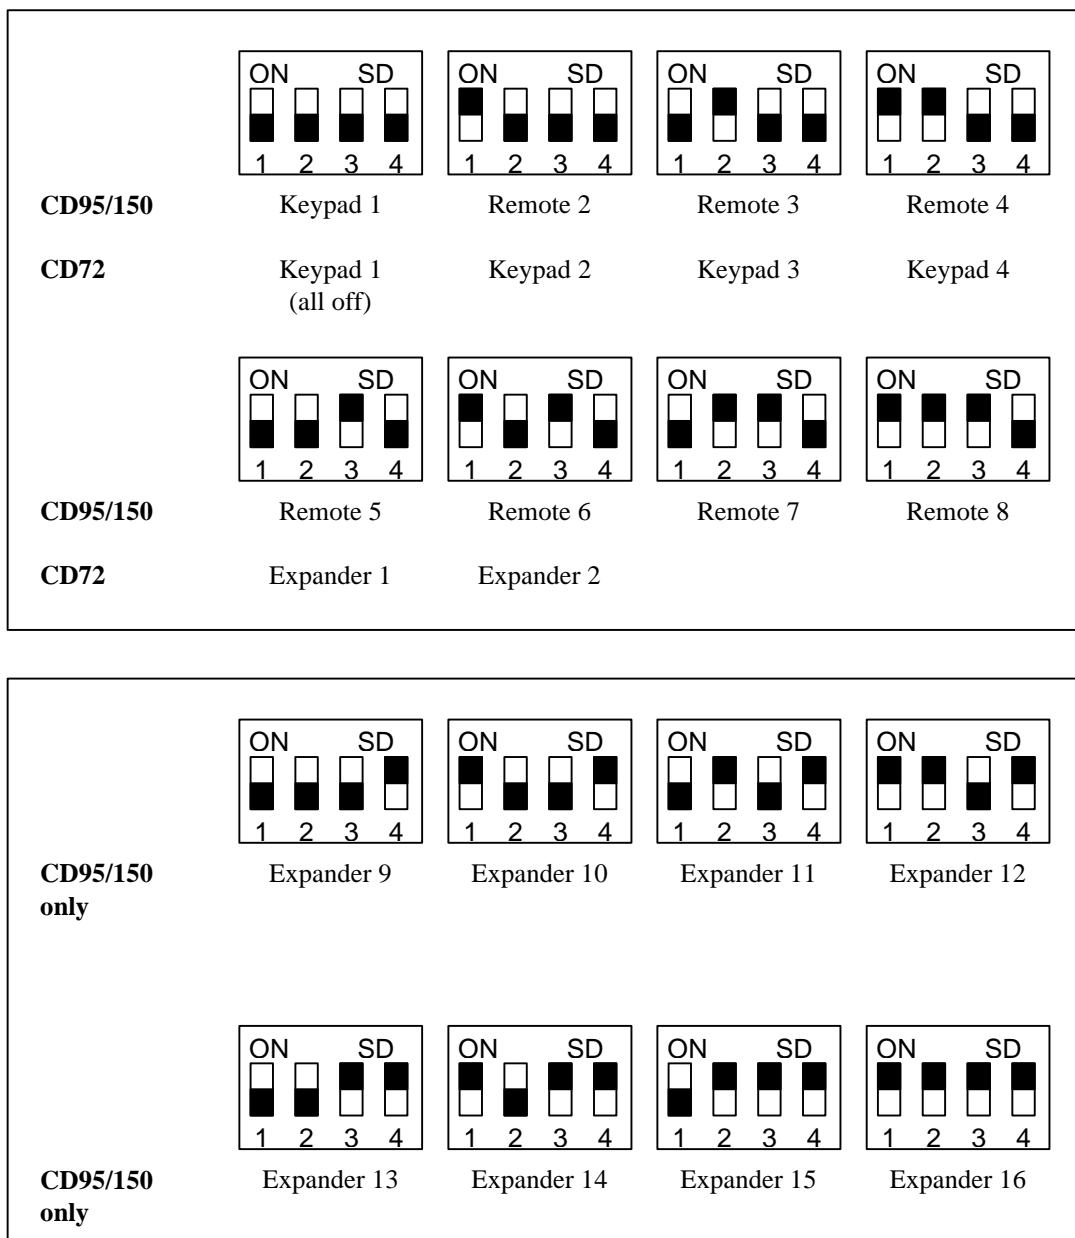 ON SD ON SD ON SD ON SD
1 2 3 4 1 2 3 4 1 2 3 4 1 2 3 4
CD95/150 Keypad 1 Remote 2 Remote 3 Remote 4
CD72 Keypad 1 Keypad 2 Keypad 3 Keypad 4
(all off)
ON SD ON SD ON SD ON SD
1 2 3 4 1 2 3 4 1 2 3 4 1 2 3 4
CD95/150 Remote 5 Remote 6 Remote 7 Remote 8
CD72 Expander 1 Expander 2
ON SD ON SD ON SD ON SD
1 2 3 4 1 2 3 4 1 2 3 4 1 2 3 4
CD95/150 Expander 9 Expander 10 Expander 11 Expander 12
only
ON SD ON SD ON SD ON SD
1 2 3 4 1 2 3 4 1 2 3 4 1 2 3 4
CD95/150 Expander 13 Expander 14 Expander 15 Expander 16
only